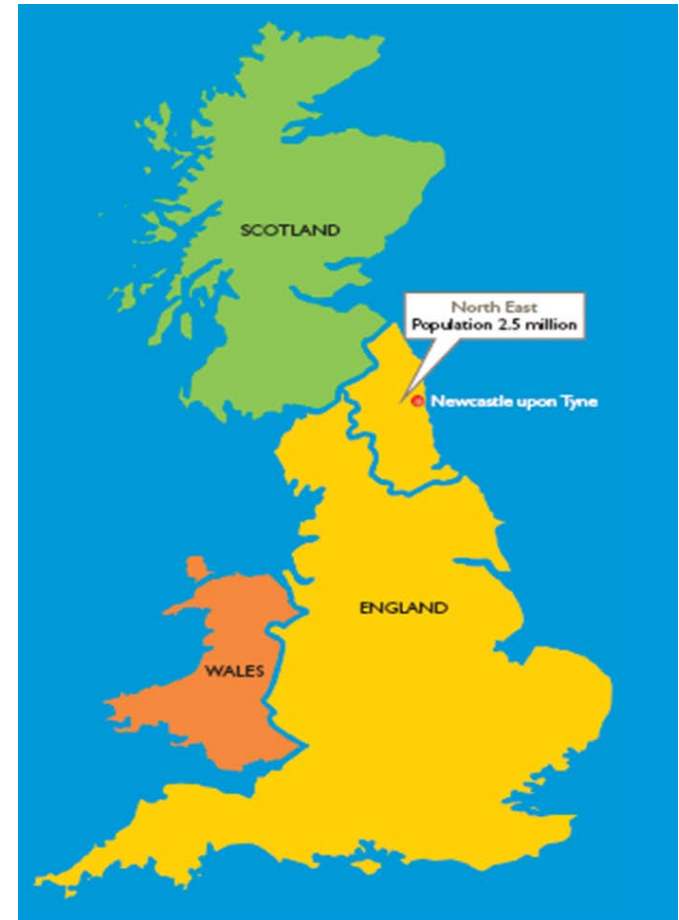 SCOTLAND
North East
Population 2.5 million
Newcastle upon Tyne
ENGLAND
WALES